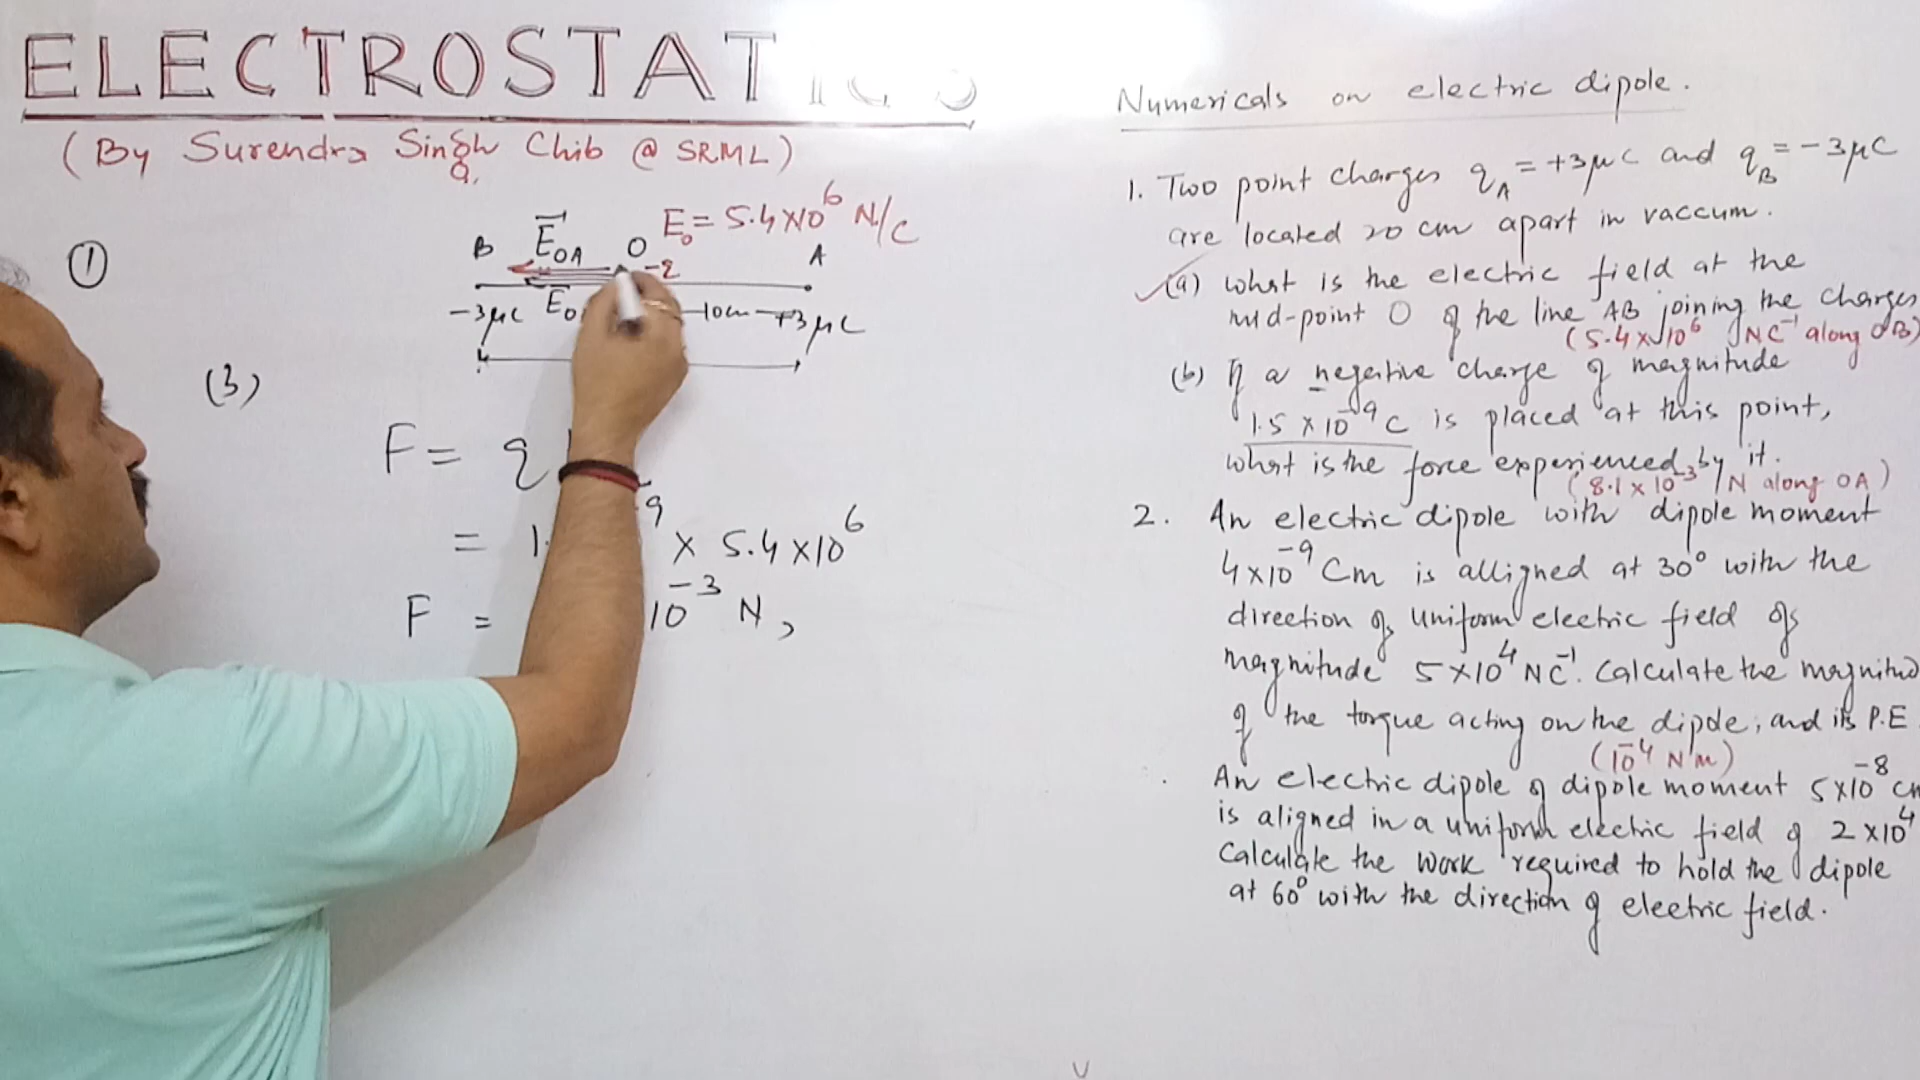 ELECTROSTATICS
(By Surendra Singh Chib @ SRML)
Q.
①
E₀ = 5.4×10⁶ N/C
B E⃗OA O A
-q
-3μC 10cm +3μC
(3)
F = q
= 1. ⁻⁹ × 5.4×10⁶
F = 10⁻³ N,
Numericals on electric dipole.
1. Two point charges qA = +3μC and qB = -3μC
are located 20 cm apart in vaccum.
(a) what is the electric field at the
mid-point O of the line AB joining the charges
(5.4×10⁶ NC⁻¹ along OB)
(b) If a negative charge of magnitude
1.5 × 10⁻⁹ C is placed at this point,
what is the force experienced by it.
(8.1×10⁻³ N along OA)
2. An electric dipole with dipole moment
4×10⁻⁹ Cm is alligned at 30° with the
direction of uniform electric field of
magnitude 5×10⁴ NC⁻¹. Calculate the magnitud
of the torque acting on the dipole, and its P.E
(10⁻⁴ Nm)
An electric dipole of dipole moment 5×10⁻⁸ cm
is aligned in a uniform electric field of 2×10⁴
Calculate the work required to hold the dipole
at 60° with the direction of electric field.